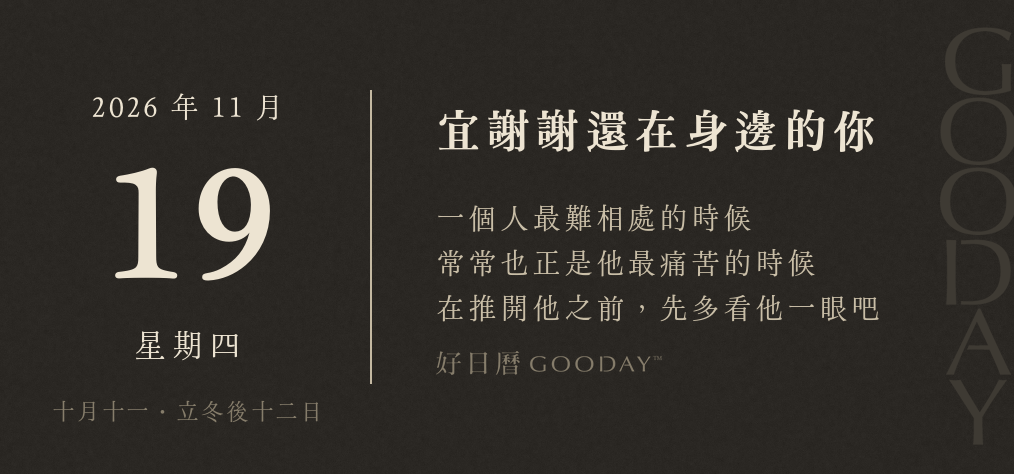 2026 年 11 月
19
星期四
十月十一・立冬後十二日
宜謝謝還在身邊的你
一個人最難相處的時候
常常也正是他最痛苦的時候
在推開他之前，先多看他一眼吧
好日曆 GOODAY™
GOODAY